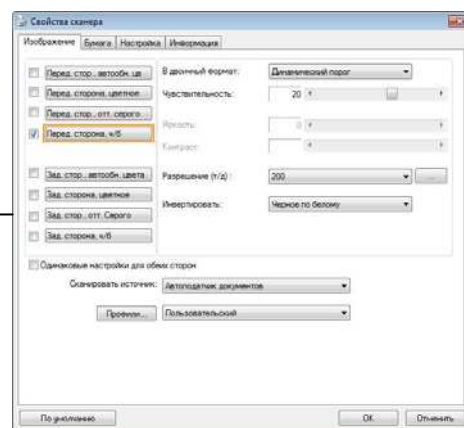 Свойства сканера
Изображение Бумага Настройка Информация
Перед. стор., автообн. цв
Перед. сторона, цветное
Перед. стор., отт. серого
Перед. сторона, ч/б
Зад. стор., автообн. цвета
Зад. сторона, цветное
Зад. стор., отт. Серого
Зад. сторона, ч/б
В двоичный формат: Динамический порог
Чувствительность: 20
Яркость: 0
Контраст:
Разрешение (т/д) : 200 ...
Инвертировать: Черное по белому
Одинаковые настройки для обеих сторон
Сканировать источник: Автоподатчик документов
Профили... Пользовательский
По умолчанию ОК Отменить